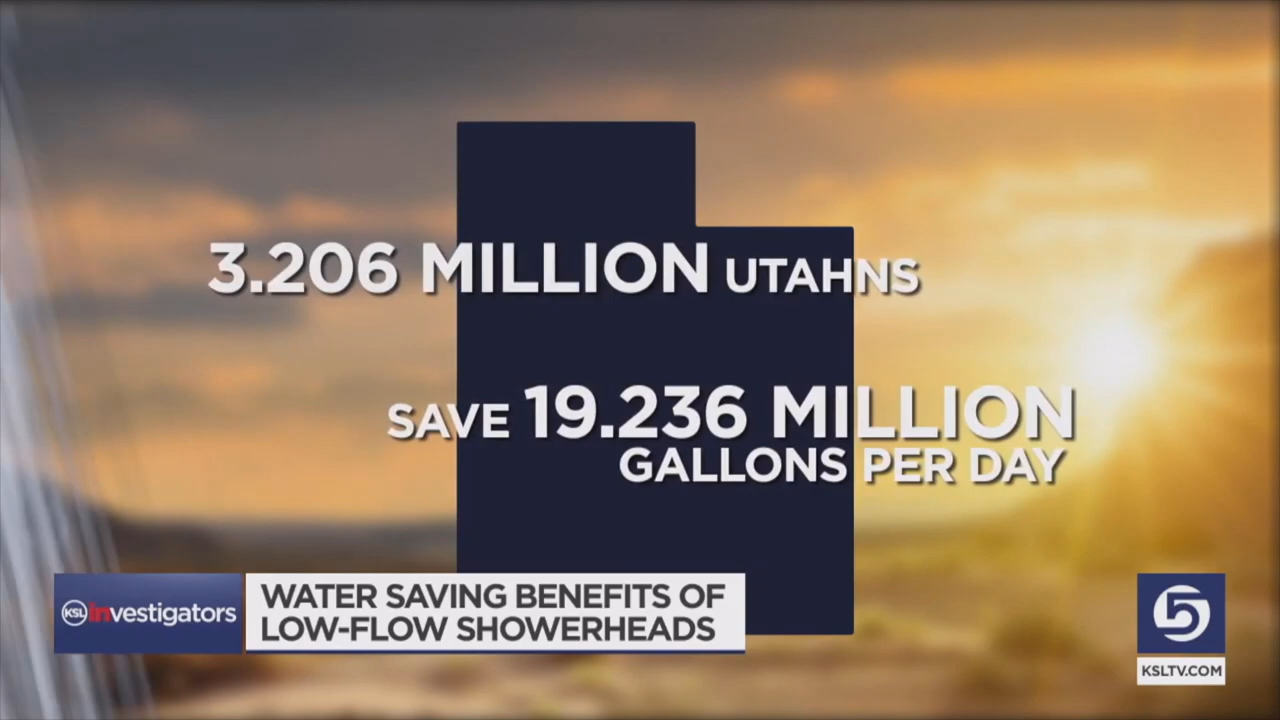 3.206 MILLION UTAHNS
SAVE 19.236 MILLION
GALLONS PER DAY
KSL investigators
WATER SAVING BENEFITS OF
LOW-FLOW SHOWERHEADS
5
KSLTV.COM